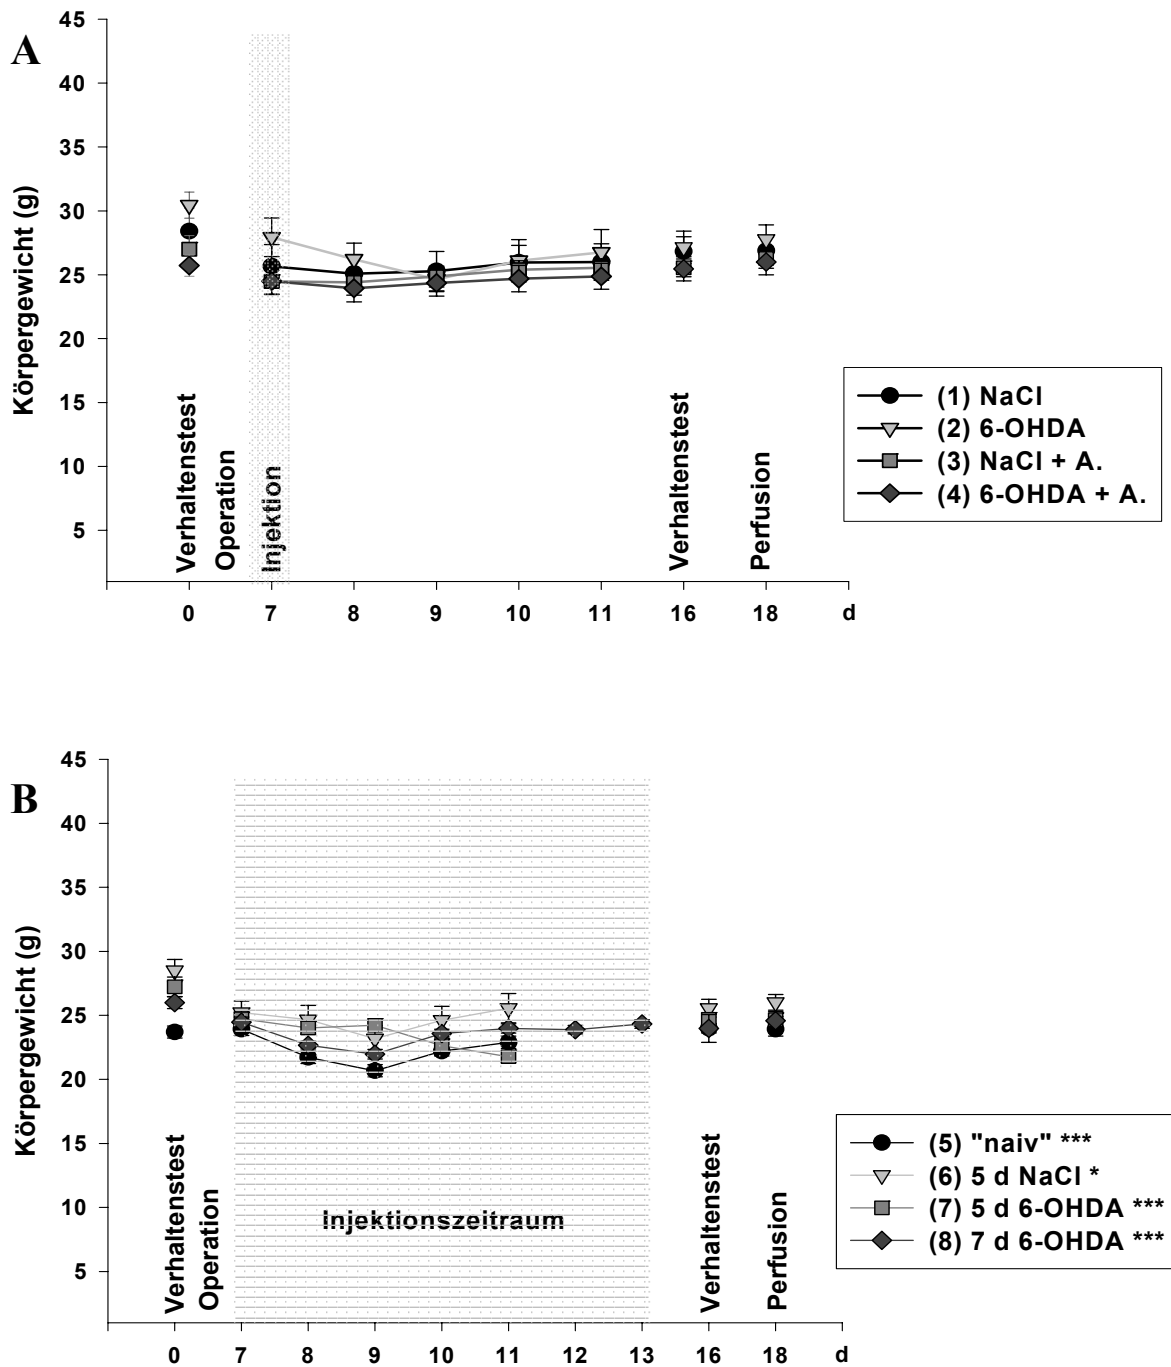 A
45
40
35
30
25
20
15
10
5
Körpergewicht (g)
Verhaltenstest
Operation
Injektion
Verhaltenstest
Perfusion
0 7 8 9 10 11 16 18 d
(1) NaCl
(2) 6-OHDA
(3) NaCl + A.
(4) 6-OHDA + A.
B
45
40
35
30
25
20
15
10
5
Körpergewicht (g)
Verhaltenstest
Operation
Injektionszeitraum
Verhaltenstest
Perfusion
0 7 8 9 10 11 12 13 16 18 d
(5) "naiv" ***
(6) 5 d NaCl *
(7) 5 d 6-OHDA ***
(8) 7 d 6-OHDA ***